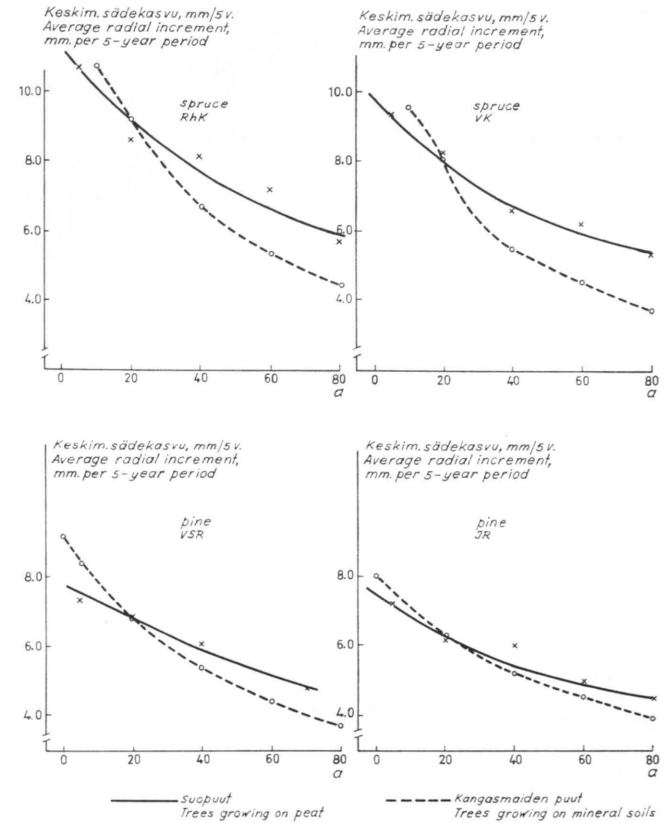 Keskim. sädekasvu, mm/5 v.
Average radial increment,
mm. per 5-year period
10.0
8.0
6.0
4.0
spruce
RhK
0 20 40 60 80
a
Keskim. sädekasvu, mm/5 v.
Average radial increment,
mm. per 5-year period
10.0
8.0
6.0
4.0
spruce
VK
0 20 40 60 80
a
Keskim. sädekasvu, mm/5 v.
Average radial increment,
mm. per 5-year period
8.0
6.0
4.0
pine
VSR
0 20 40 60 80
a
Keskim. sädekasvu, mm/5 v.
Average radial increment,
mm. per 5-year period
8.0
6.0
4.0
pine
JR
0 20 40 60 80
a
Suopuut
Trees growing on peat
Kangasmaiden puut
Trees growing on mineral soils